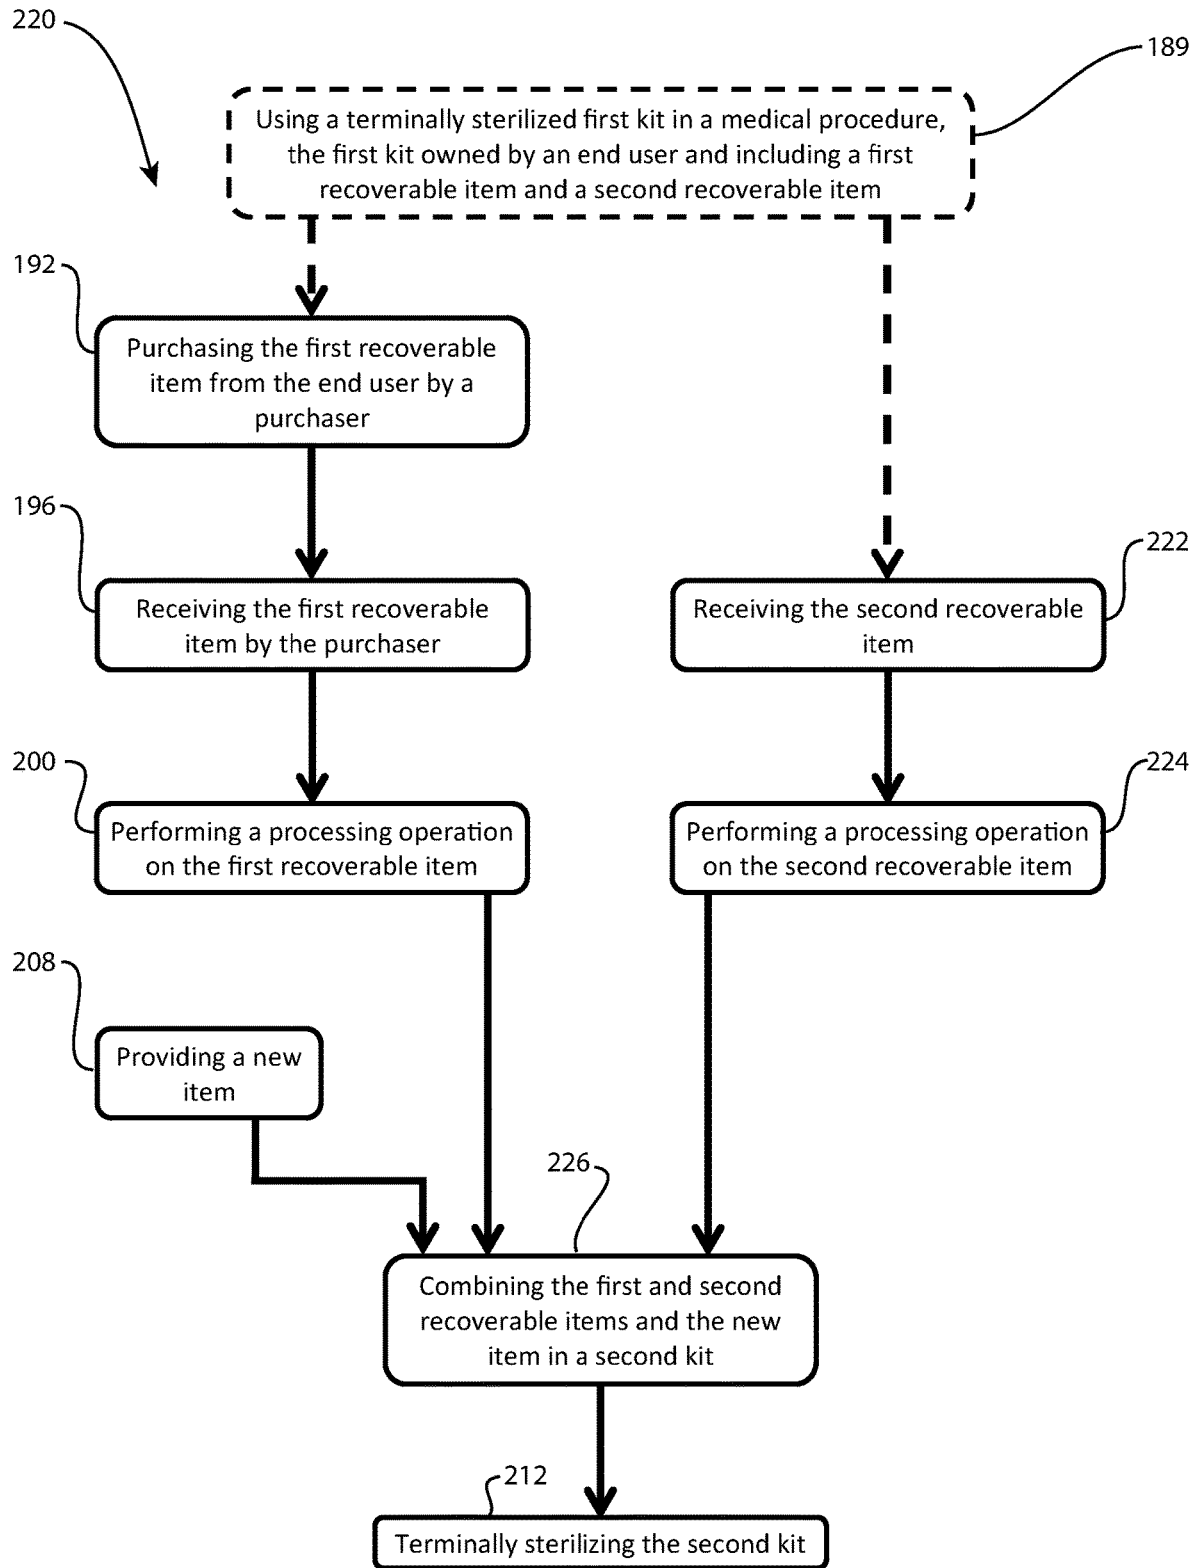 220
189
Using a terminally sterilized first kit in a medical procedure,
the first kit owned by an end user and including a first
recoverable item and a second recoverable item
192
Purchasing the first recoverable
item from the end user by a
purchaser
196
Receiving the first recoverable
item by the purchaser
222
Receiving the second recoverable
item
200
Performing a processing operation
on the first recoverable item
224
Performing a processing operation
on the second recoverable item
208
Providing a new
item
226
Combining the first and second
recoverable items and the new
item in a second kit
212
Terminally sterilizing the second kit